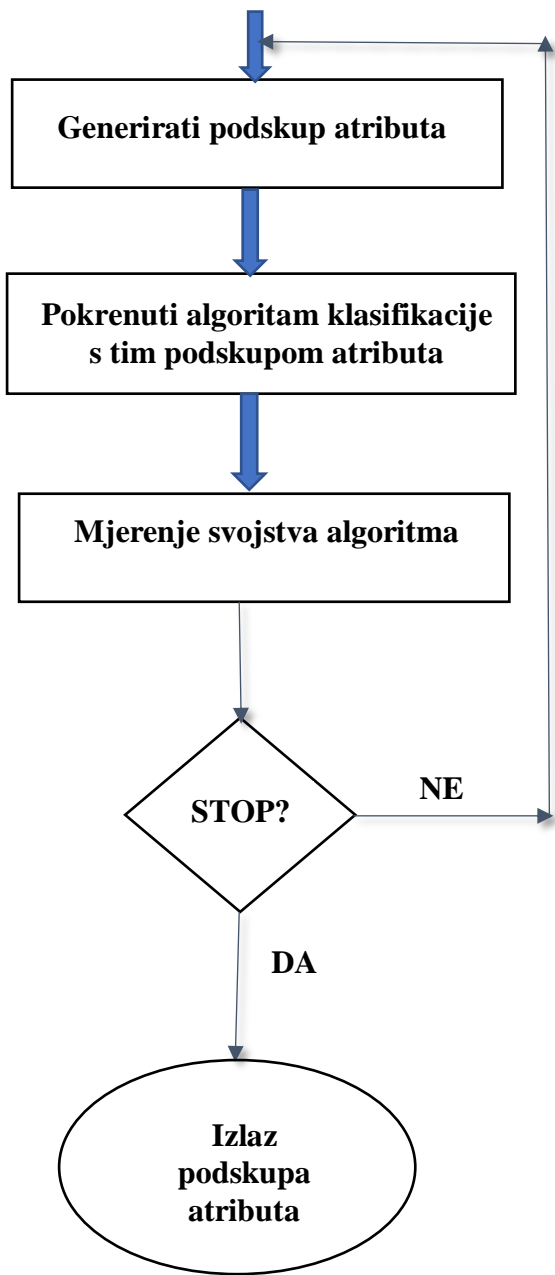 Generirati podskup atributa
Pokrenuti algoritam klasifikacije
s tim podskupom atributa
Mjerenje svojstva algoritma
STOP?
NE
DA
Izlaz
podskupa
atributa